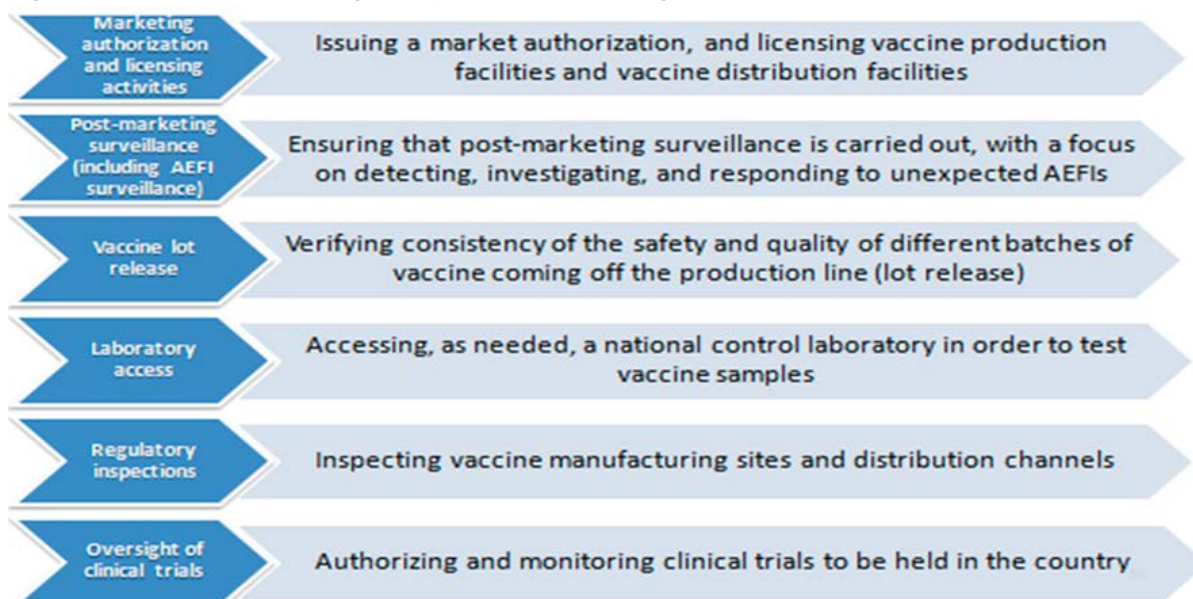 Marketing
authorization
and licensing
activities
Issuing a market authorization, and licensing vaccine production
facilities and vaccine distribution facilities
Post-marketing
surveillance
(including AEFI
surveillance)
Ensuring that post-marketing surveillance is carried out, with a focus
on detecting, investigating, and responding to unexpected AEFIs
Vaccine lot
release
Verifying consistency of the safety and quality of different batches of
vaccine coming off the production line (lot release)
Laboratory
access
Accessing, as needed, a national control laboratory in order to test
vaccine samples
Regulatory
inspections
Inspecting vaccine manufacturing sites and distribution channels
Oversight of
clinical trials
Authorizing and monitoring clinical trials to be held in the country